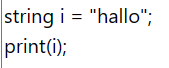 string i = "hallo";
print(i);